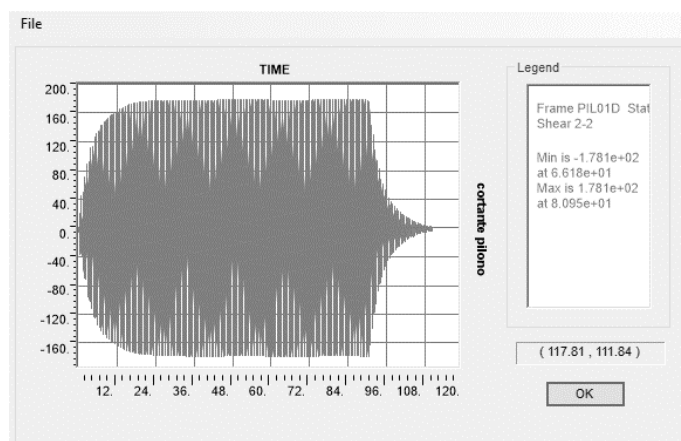 File
TIME
Legend
200.
160.
120.
80.
40.
0.
-40.
-80.
-120.
-160.
12. 24. 36. 48. 60. 72. 84. 96. 108. 120.
cortante pilono
Frame PIL01D Stat
Shear 2-2
Min is -1.781e+02
at 6.618e+01
Max is 1.781e+02
at 8.095e+01
( 117.81 , 111.84 )
OK